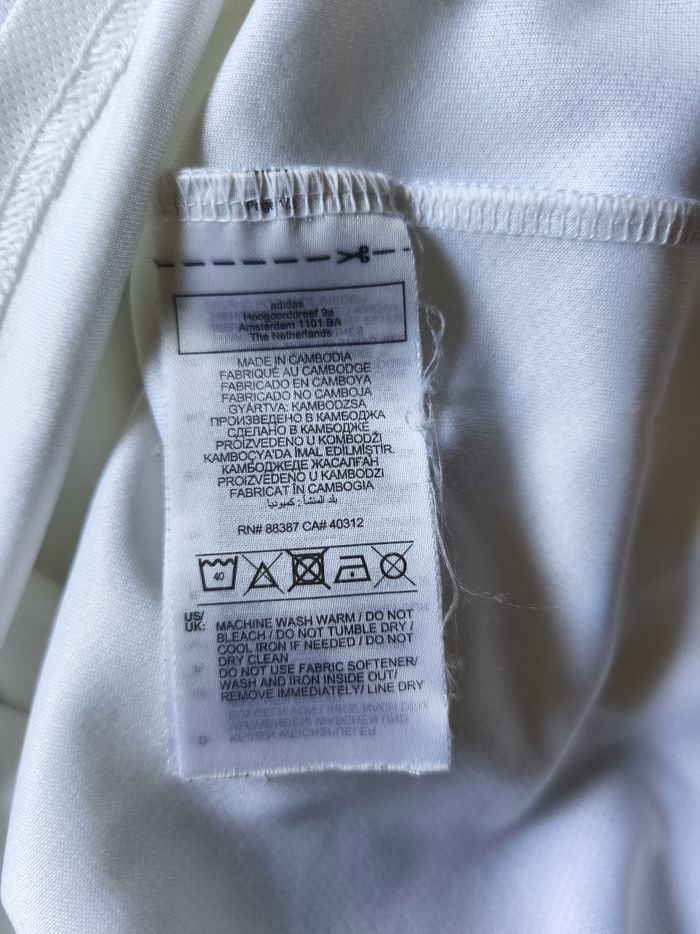 adidas
Hoogoorddreef 9a
Amsterdam 1101 BA
The Netherlands
MADE IN CAMBODIA
FABRIQUÉ AU CAMBODGE
FABRICADO EN CAMBOYA
FABRICADO NO CAMBOJA
GYÁRTVA: KAMBODZSA
ПРОИЗВЕДЕНО В КАМБОДЖА
СДЕЛАНО В КАМБОДЖЕ
PROIZVEDENO U KOMBODŽI
KAMBOÇYA'DA İMAL EDİLMİŞTİR.
КАМБОДЖЕДЕ ЖАСАЛҒАН
PROIZVEDENO U KAMBODZI
FABRICAT ÎN CAMBOGIA
بلد المنشأ : كمبوديا
RN# 88387 CA# 40312
40
US/
UK: MACHINE WASH WARM / DO NOT
BLEACH / DO NOT TUMBLE DRY /
COOL IRON IF NEEDED / DO NOT
DRY CLEAN
DO NOT USE FABRIC SOFTENER/
WASH AND IRON INSIDE OUT/
REMOVE IMMEDIATELY/ LINE DRY